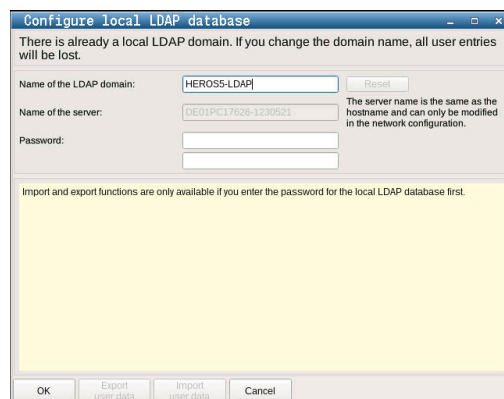 Configure local LDAP database
There is already a local LDAP domain. If you change the domain name, all user entries
will be lost.
Name of the LDAP domain:
HEROS5-LDAP
Reset
Name of the server:
DE01PC17626-1230521
The server name is the same as the
hostname and can only be modified
in the network configuration.
Password:
Import and export functions are only available if you enter the password for the local LDAP database first.
OK
Export
user data
Import
user data
Cancel